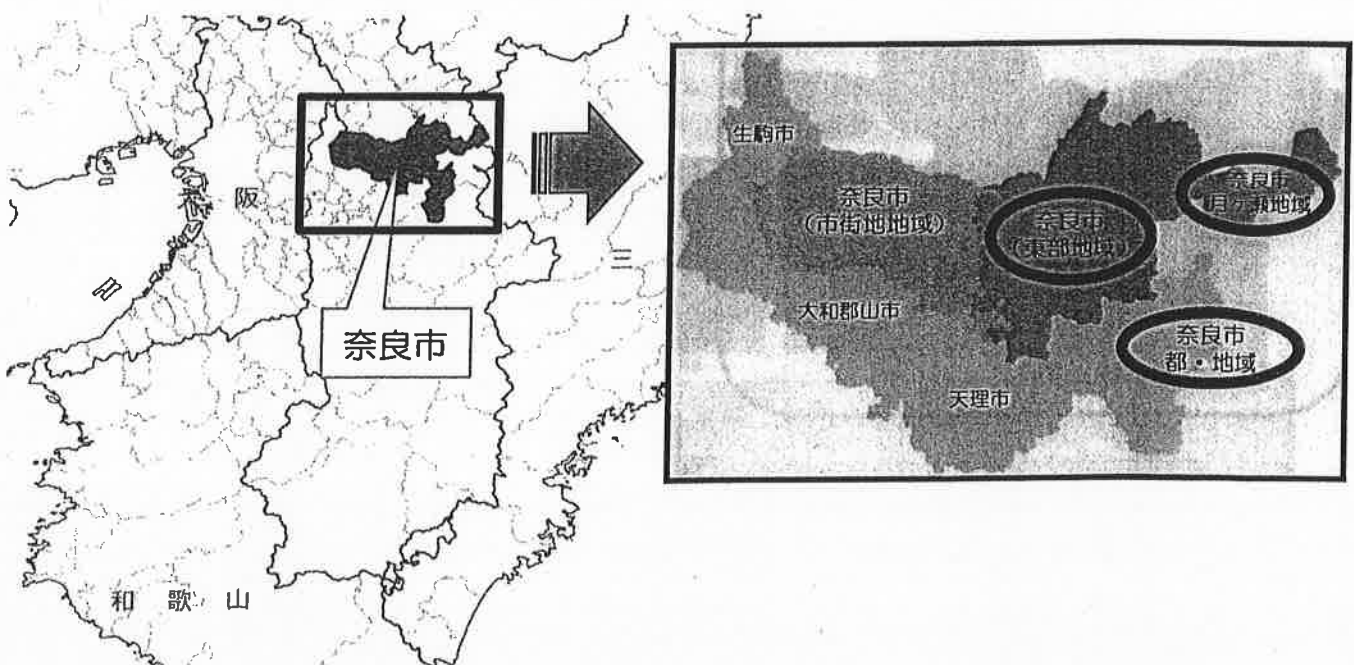 阪
三
奈良市
和歌山
生駒市
奈良市
(市街地地域)
奈良市
(東部地域)
奈良市
月ヶ瀬地域
大和郡山市
奈良市
都・地域
天理市